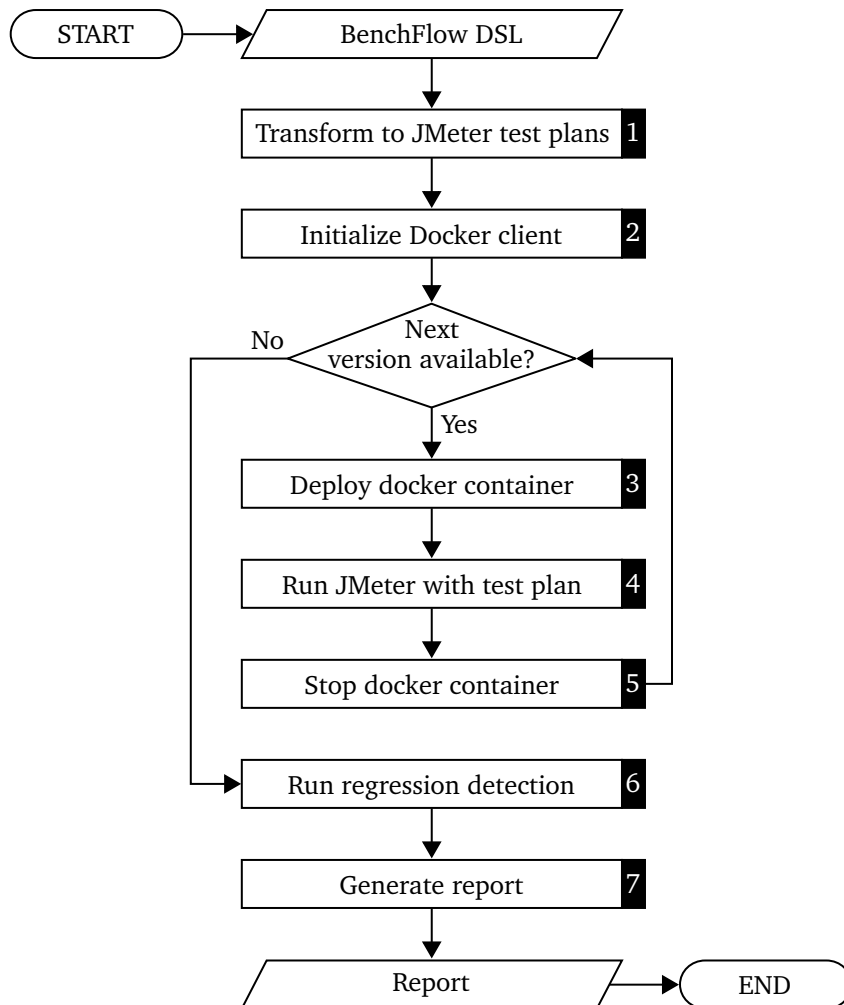 START
BenchFlow DSL
Transform to JMeter test plans 1
Initialize Docker client 2
Next
version available?
No
Yes
Deploy docker container 3
Run JMeter with test plan 4
Stop docker container 5
Run regression detection 6
Generate report 7
Report
END